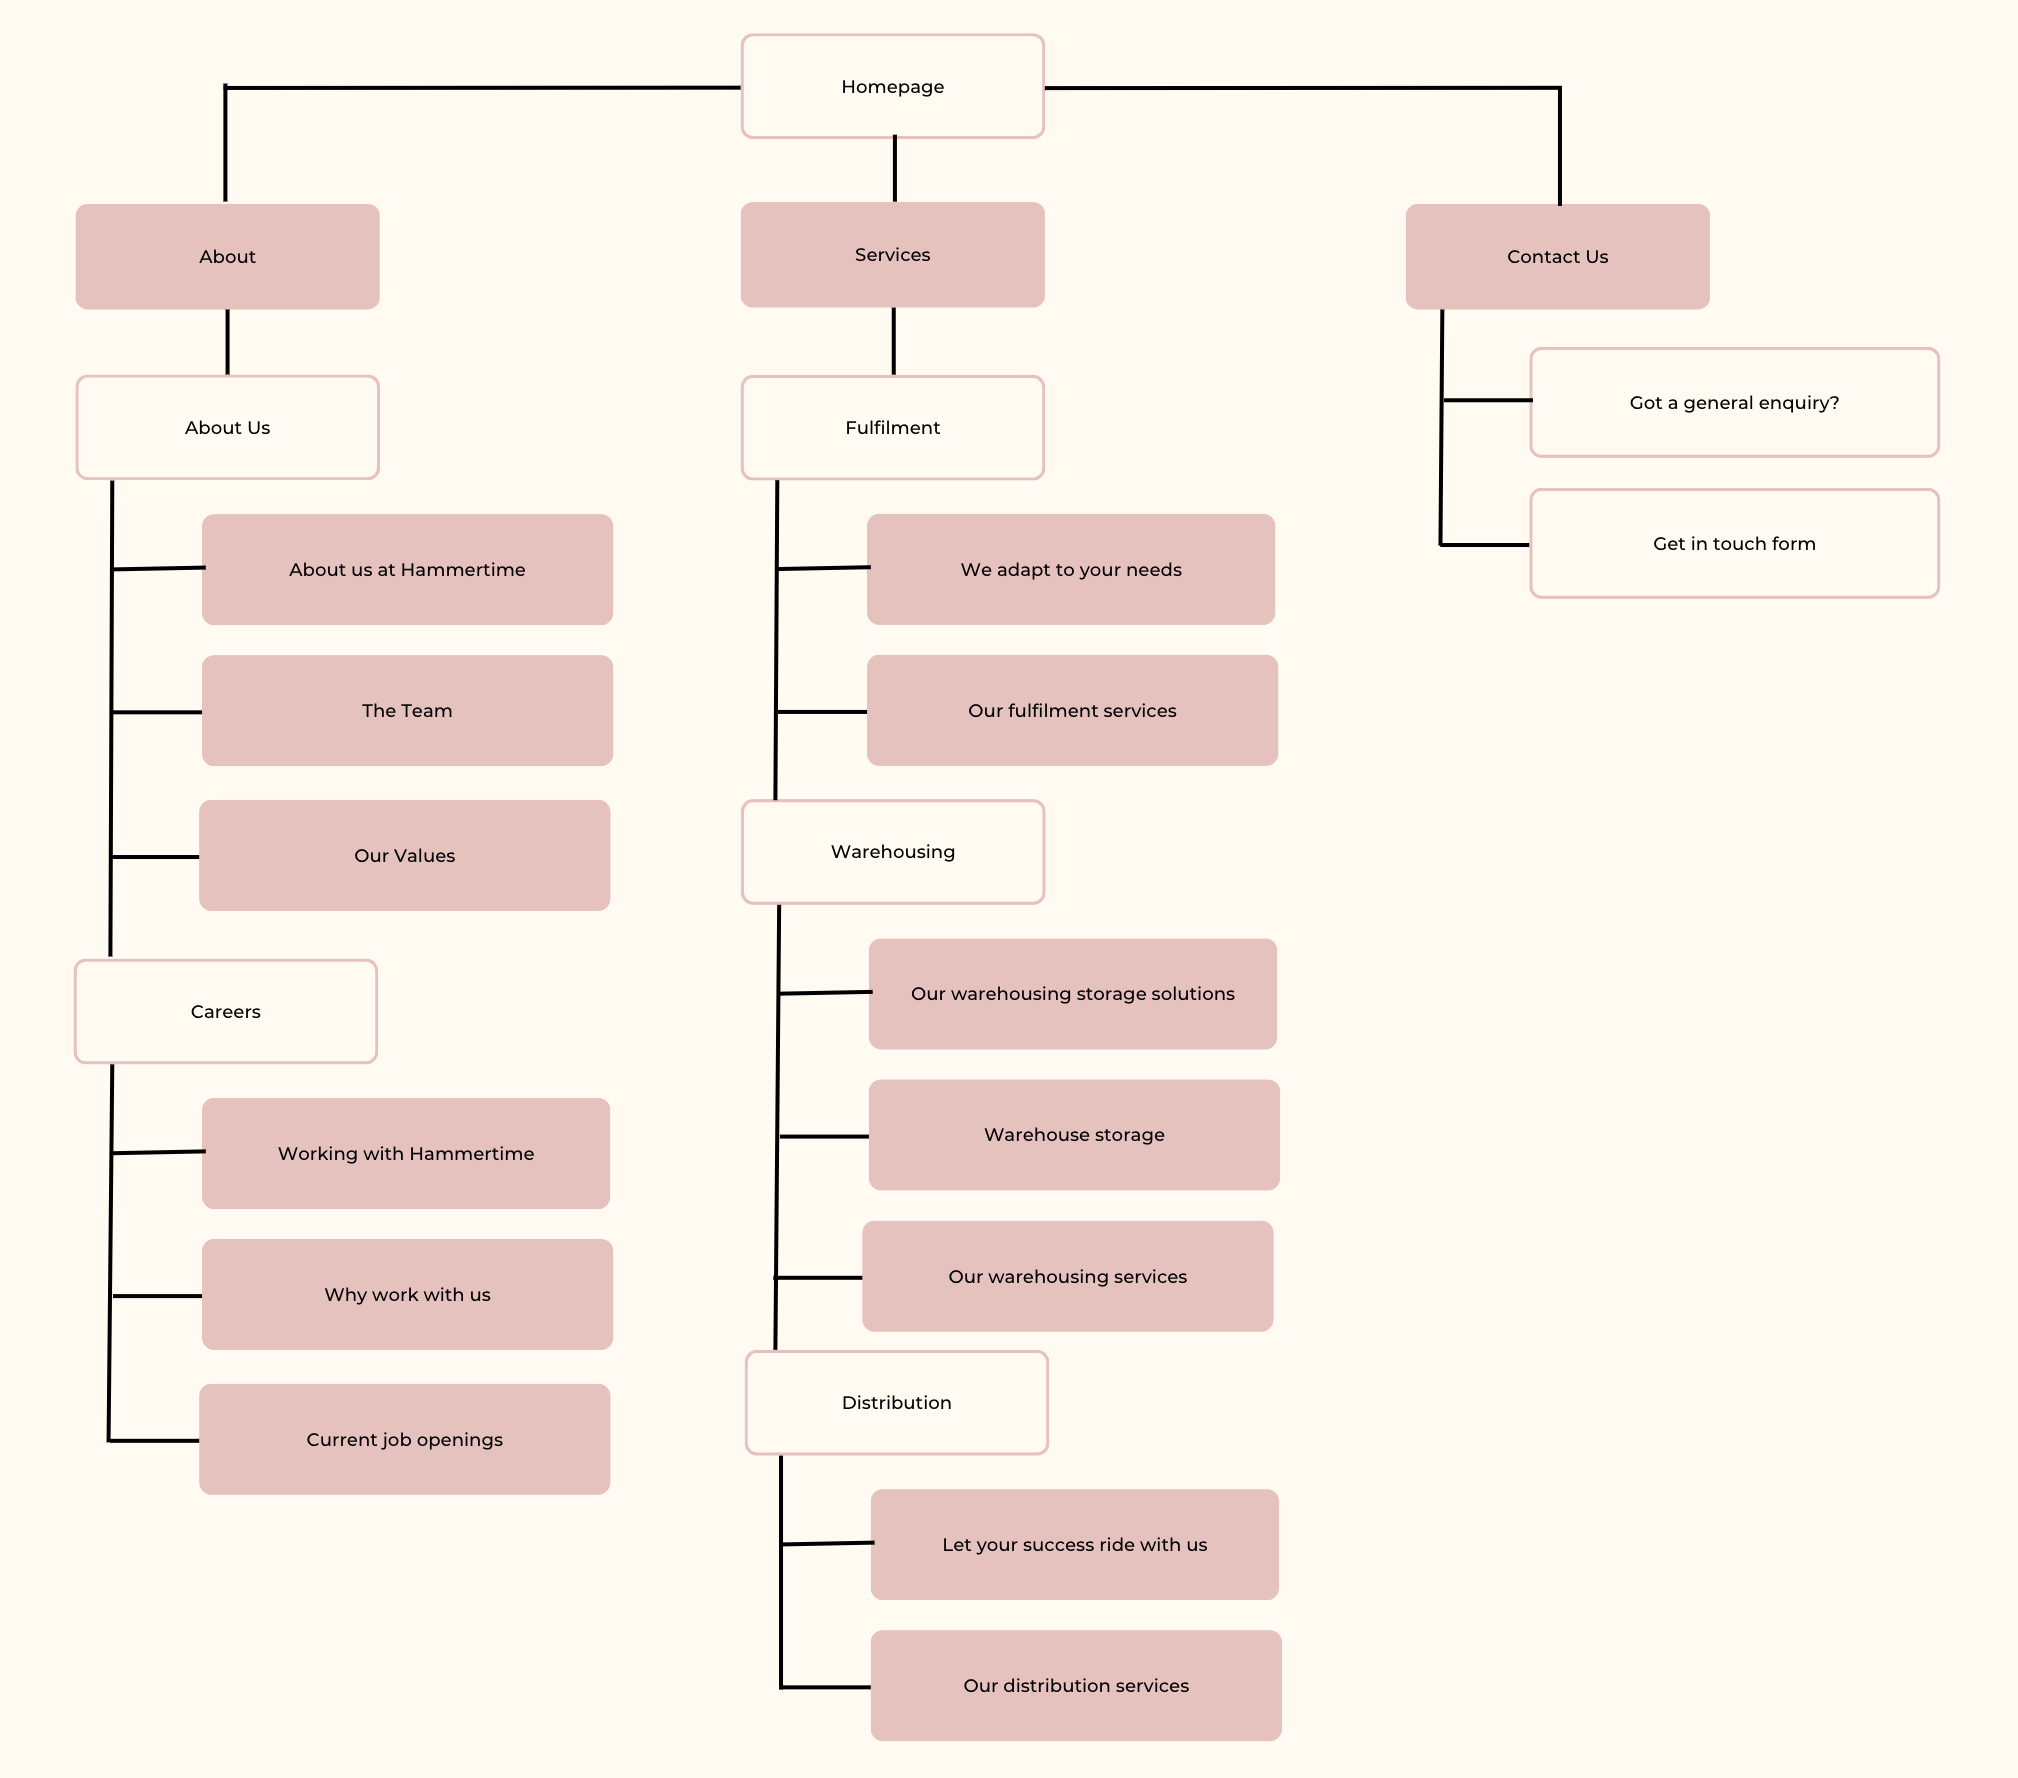 Homepage
About
Services
Contact Us
About Us
About us at Hammertime
The Team
Our Values
Careers
Working with Hammertime
Why work with us
Current job openings
Fulfilment
We adapt to your needs
Our fulfilment services
Warehousing
Our warehousing storage solutions
Warehouse storage
Our warehousing services
Distribution
Let your success ride with us
Our distribution services
Got a general enquiry?
Get in touch form